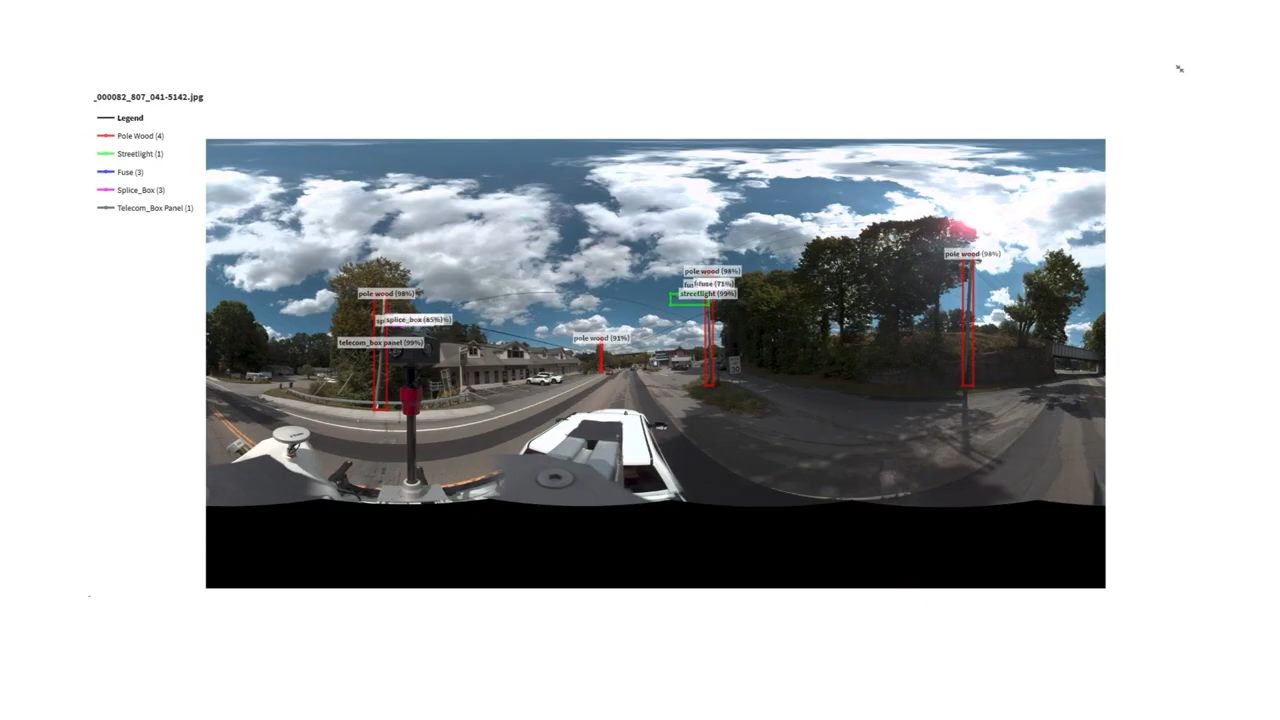 _000082_807_041-5142.jpg
Legend
Pole Wood (4)
Streetlight (1)
Fuse (3)
Splice_Box (3)
Telecom_Box Panel (1)
pole wood (98%)
pole wood (98%)
fuse (71%)
streetlight (99%)
pole wood (98%)
splice_box
telecom_box panel (99%)
pole wood (91%)